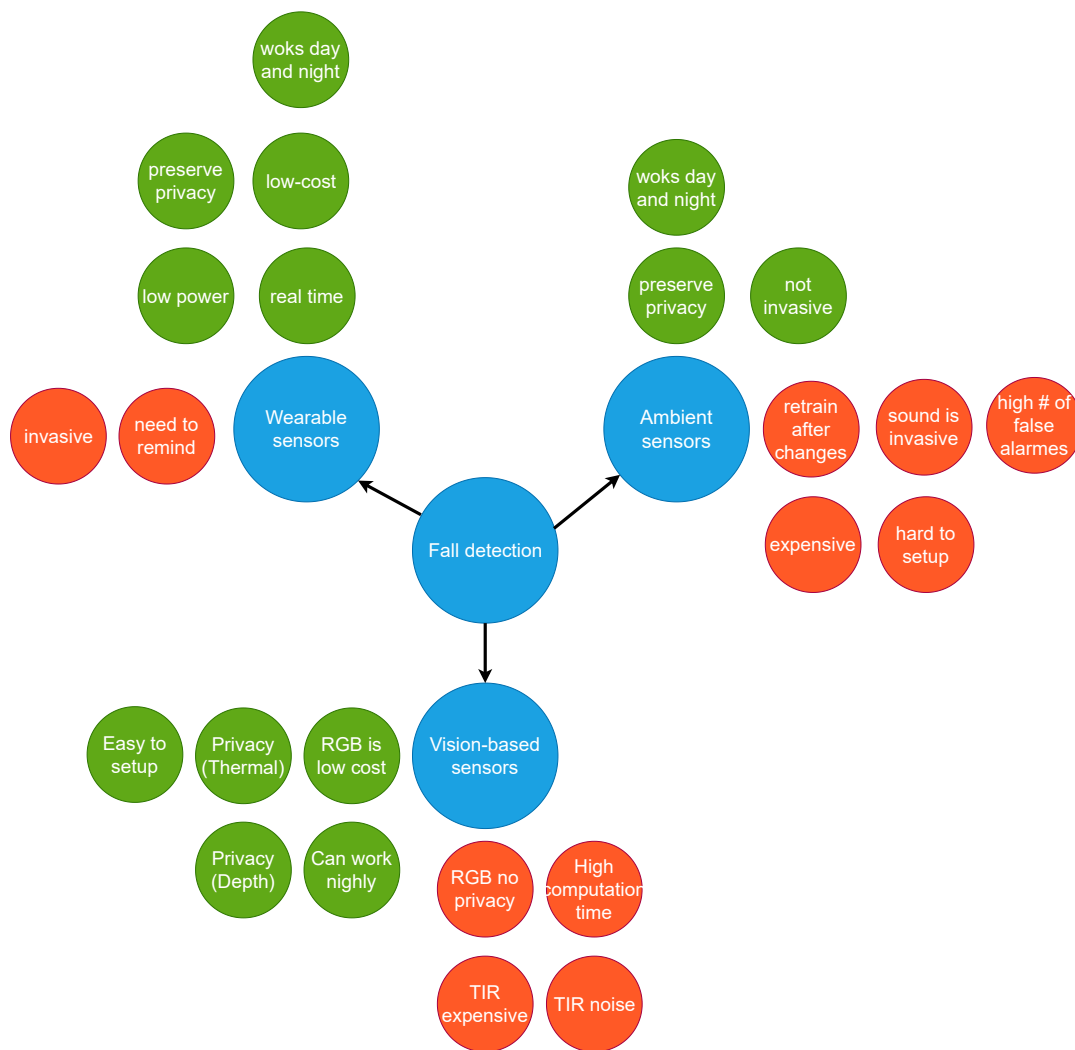 woks day
and night
preserve
privacy
low-cost
low power
real time
invasive
need to
remind
Wearable
sensors
woks day
and night
preserve
privacy
not
invasive
Ambient
sensors
retrain
after
changes
sound is
invasive
high # of
false
alarmes
expensive
hard to
setup
Fall detection
Easy to
setup
Privacy
(Thermal)
RGB is
low cost
Vision-based
sensors
Privacy
(Depth)
Can work
nighly
RGB no
privacy
High
computation
time
TIR
expensive
TIR noise